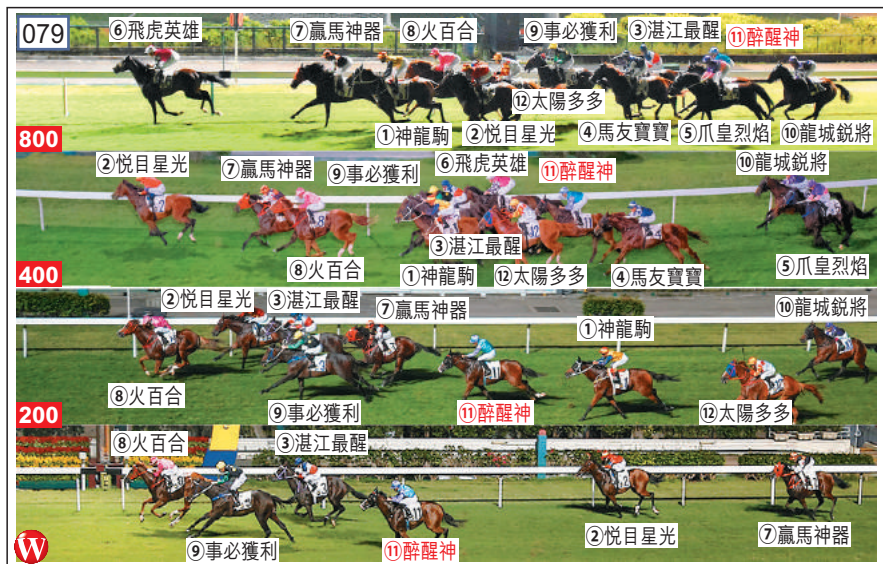 079
⑥飛虎英雄 ⑦贏馬神器 ⑧火百合 ⑨事必獲利 ③湛江最醒 ⑪醉醒神
⑫太陽多多
①神龍駒 ②悦目星光 ④馬友寶寶 ⑤爪皇烈焰 ⑩龍城鋭將
800
②悦目星光 ⑦贏馬神器 ⑨事必獲利 ⑥飛虎英雄 ⑪醉醒神 ⑩龍城鋭將
③湛江最醒
⑧火百合 ①神龍駒 ⑫太陽多多 ④馬友寶寶 ⑤爪皇烈焰
400
②悦目星光 ③湛江最醒 ⑦贏馬神器 ①神龍駒 ⑩龍城鋭將
⑧火百合 ⑨事必獲利 ⑪醉醒神 ⑫太陽多多
200
⑧火百合 ③湛江最醒
⑨事必獲利 ⑪醉醒神 ②悦目星光 ⑦贏馬神器
W